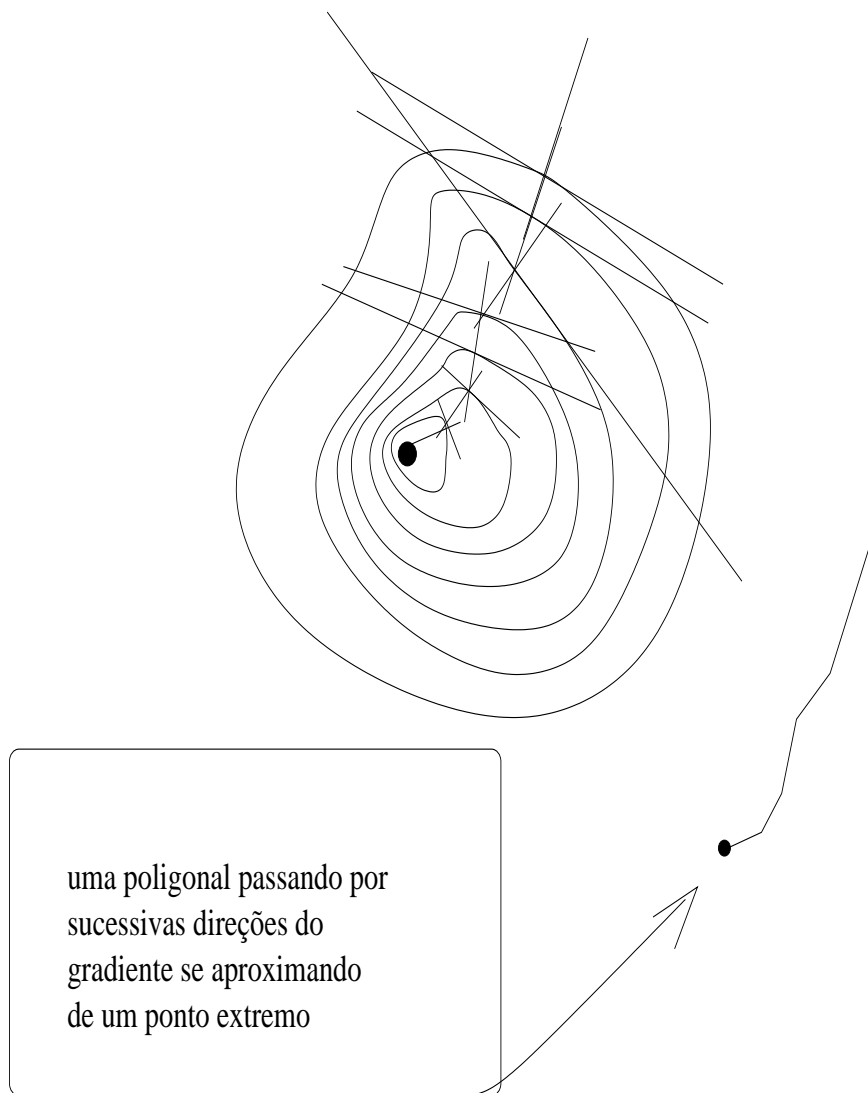 uma poligonal passando por
sucessivas direções do
gradiente se aproximando
de um ponto extremo